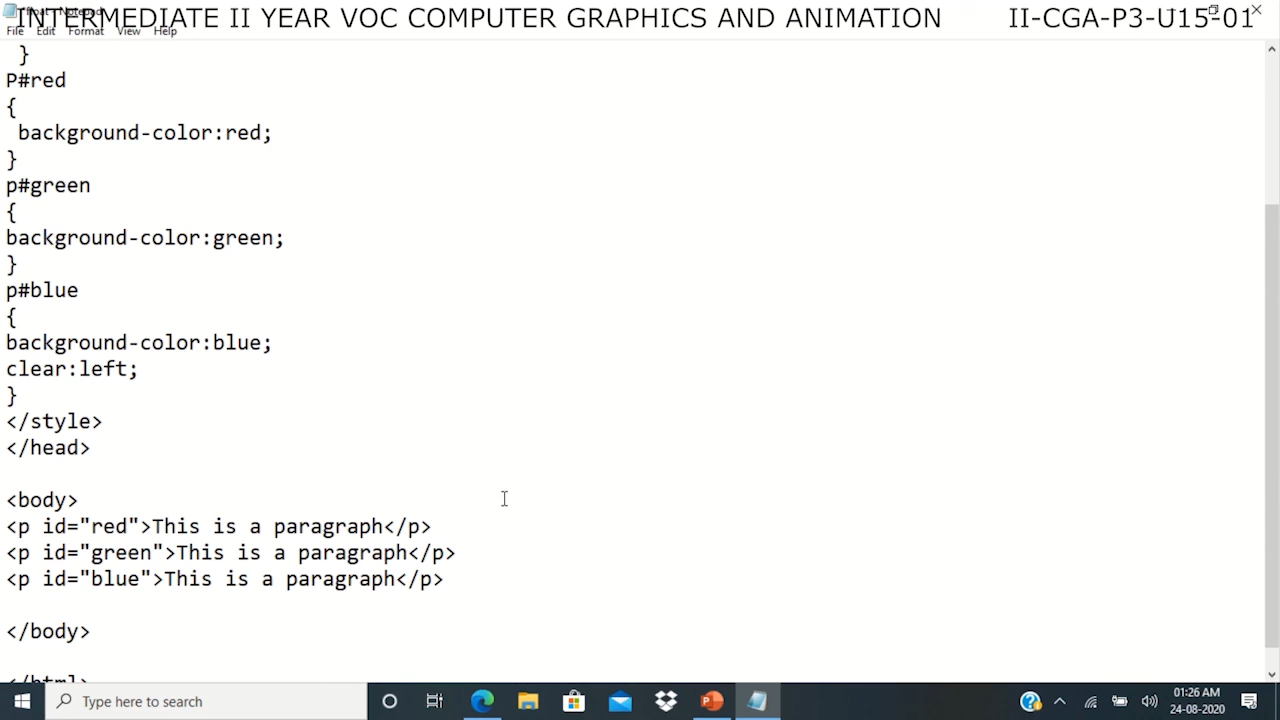 INTERMEDIATE II YEAR VOC COMPUTER GRAPHICS AND ANIMATION II-CGA-P3-U15-01
File Edit Format View Help
}
P#red
{
background-color:red;
}
p#green
{
background-color:green;
}
p#blue
{
background-color:blue;
clear:left;
}
</style>
</head>
<body>
<p id="red">This is a paragraph</p>
<p id="green">This is a paragraph</p>
<p id="blue">This is a paragraph</p>
</body>
</html>
Type here to search
01:26 AM
24-08-2020